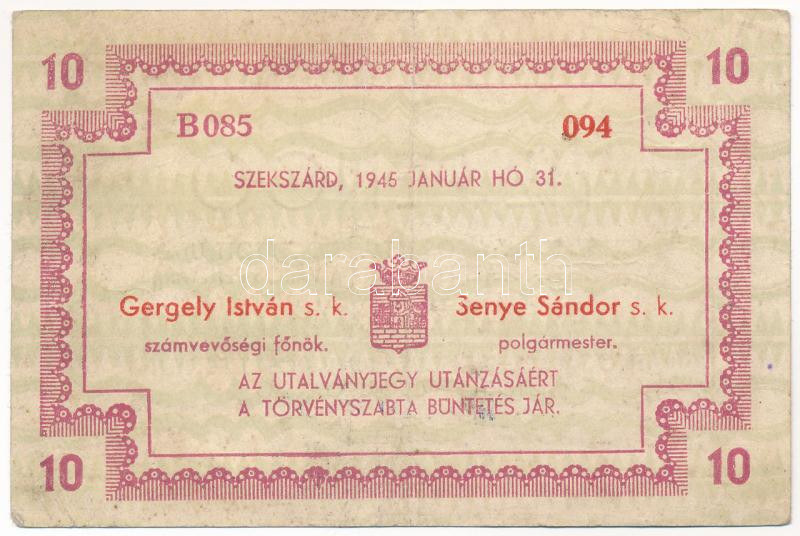 10 10
B085 094
SZEKSZÁRD, 1945 JANUÁR HÓ 31.
darabanth
Gergely István s. k. Senye Sándor s. k.
számvevőségi főnök. polgármester.
AZ UTALVÁNYJEGY UTÁNZÁSÁÉRT
A TÖRVÉNYSZABTA BÜNTETÉS JÁR.
10 10